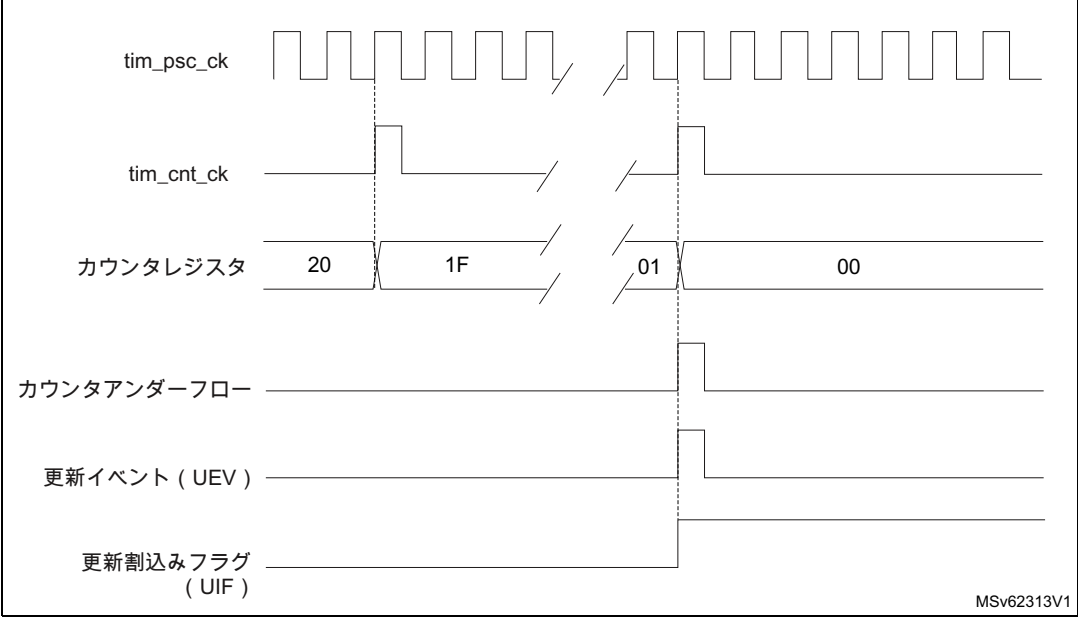 tim_psc_ck
tim_cnt_ck
カウンタレジスタ 20 1F 01 00
カウンタアンダーフロー
更新イベント ( UEV )
更新割込みフラグ
( UIF )
MSv62313V1